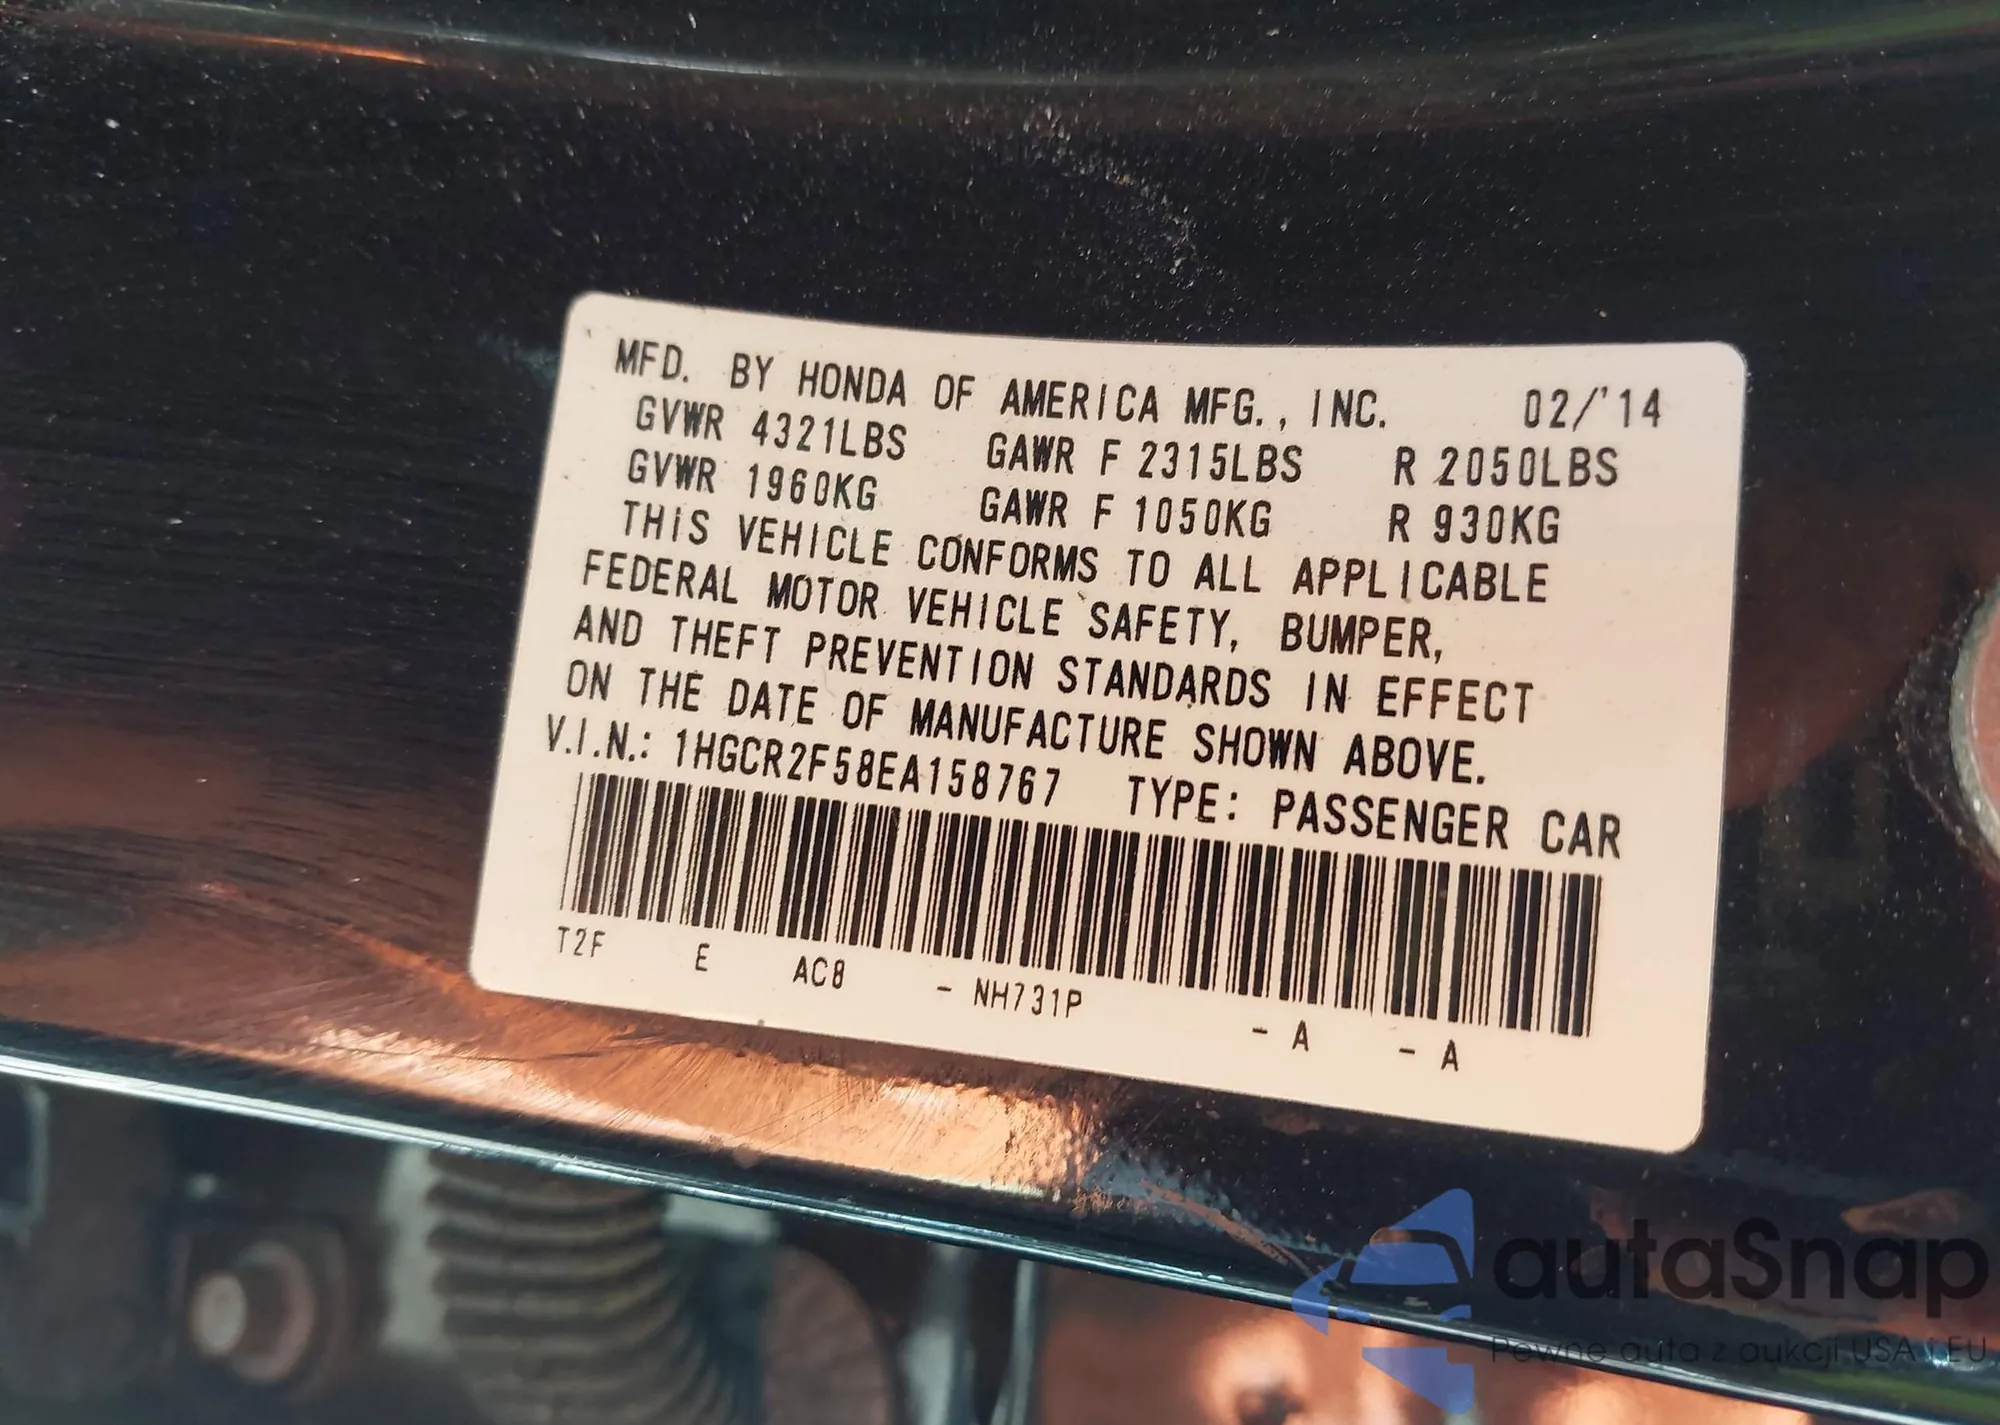 MFD. BY HONDA OF AMERICA MFG., INC. 02/'14
GVWR 4321LBS GAWR F 2315LBS R 2050LBS
GVWR 1960KG GAWR F 1050KG R 930KG
THIS VEHICLE CONFORMS TO ALL APPLICABLE
FEDERAL MOTOR VEHICLE SAFETY, BUMPER,
AND THEFT PREVENTION STANDARDS IN EFFECT
ON THE DATE OF MANUFACTURE SHOWN ABOVE.
V.I.N.: 1HGCR2F58EA158767 TYPE: PASSENGER CAR
T2F E AC8 - NH731P - A - A
autaSnap
Pewne auta z aukcji USA i EU